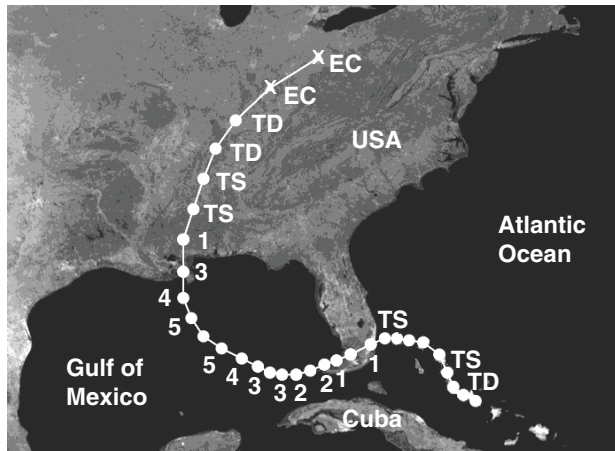 EC
EC
TD
USA
TD
TS
TS
1
Atlantic
Ocean
3
4
5
TS
5
4
3
3
2
2
1
1
TS
TD
Gulf of
Mexico
Cuba